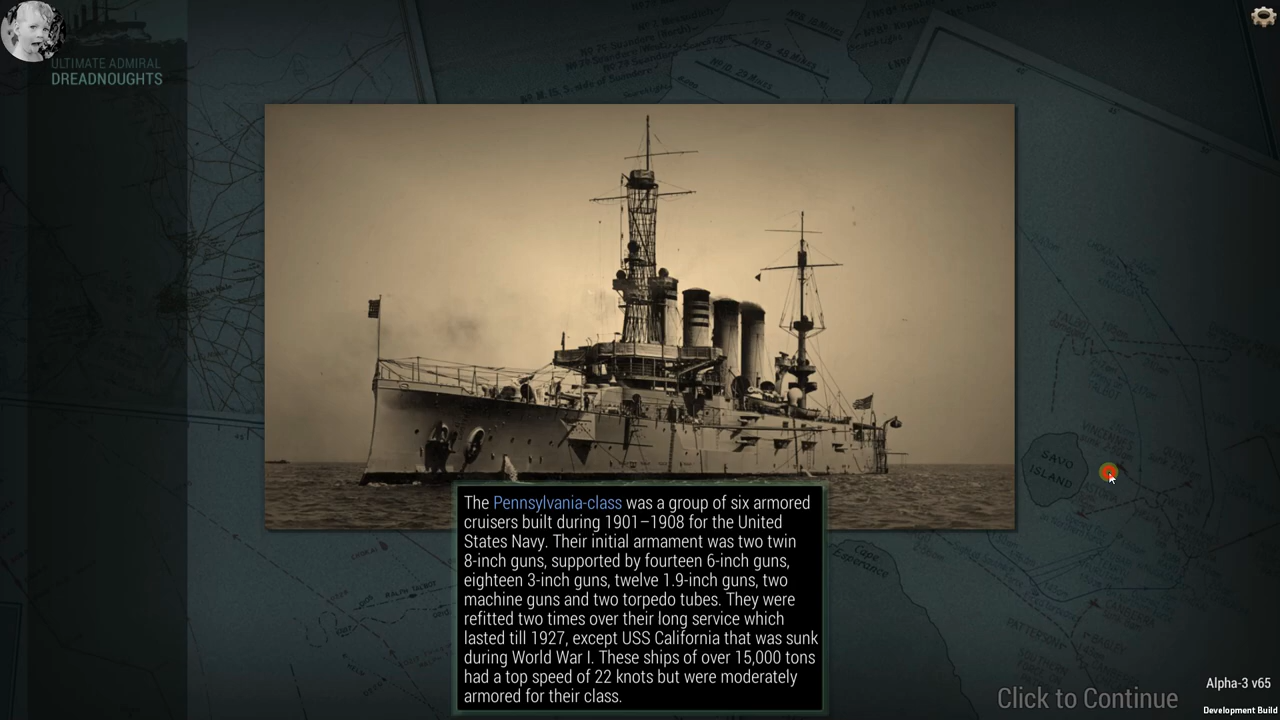 ULTIMATE ADMIRAL
DREADNOUGHTS
SAVO
ISLAND
Cape
Esperance
RALPH TALBOT
The Pennsylvania-class was a group of six armored
cruisers built during 1901–1908 for the United
States Navy. Their initial armament was two twin
8-inch guns, supported by fourteen 6-inch guns,
eighteen 3-inch guns, twelve 1.9-inch guns, two
machine guns and two torpedo tubes. They were
refitted two times over their long service which
lasted till 1927, except USS California that was sunk
during World War I. These ships of over 15,000 tons
had a top speed of 22 knots but were moderately
armored for their class.
Click to Continue
Alpha-3 v65
Development Build